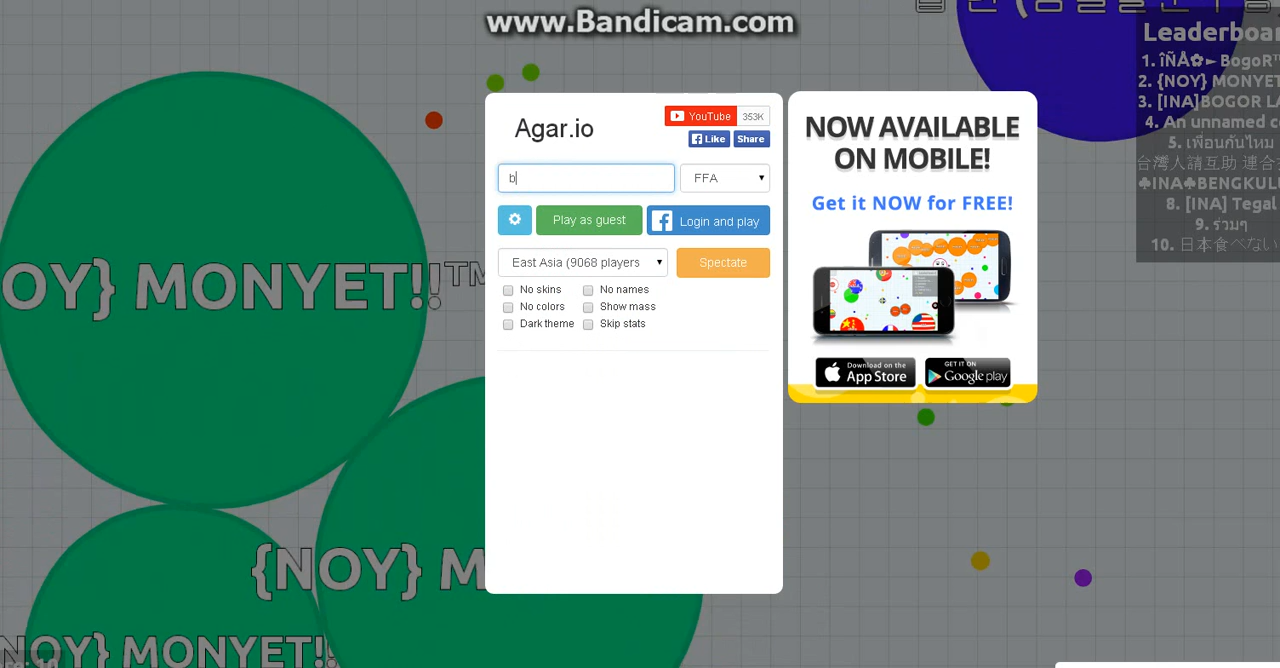 www.Bandicam.com
Agar.io
YouTube 353K
Like Share
b
FFA
Play as guest
Login and play
East Asia (9068 players
Spectate
No skins
No names
No colors
Show mass
Dark theme
Skip stats
NOW AVAILABLE
ON MOBILE!
Get it NOW for FREE!
Download on the
App Store
GET IT ON
Google play
Leaderboar
1. îÑÅ✿► BogoR™
2. {NOY} MONYET
3. [INA]BOGOR LA
4. An unnamed ce
5. เพื่อนกันไหม
台灣人請互助 連合
♣INA♣BENGKUL
8. [INA] Tegal
9. ร่วมๆ
10. 日本食べない
OY} MONYET!!™
{NOY} M
NOY} MONYET!!